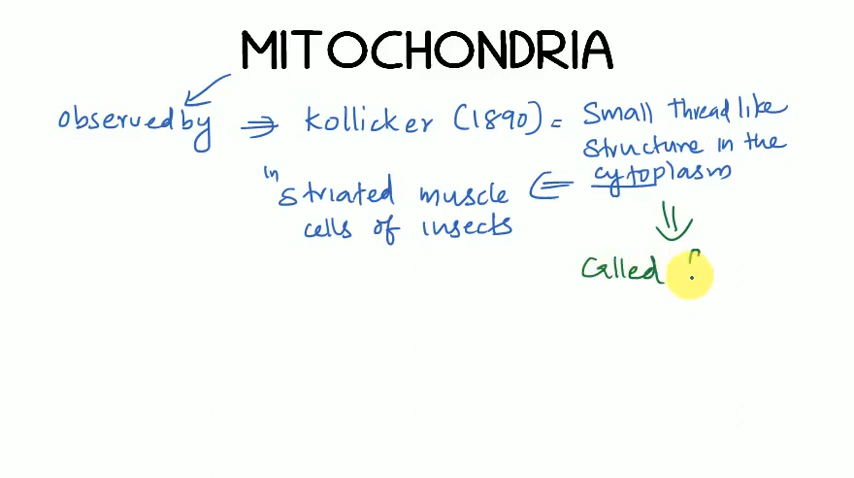 MITOCHONDRIA
observed by ⇒ kollicker (1890) = Small thread like
structure in the
cytoplasm
in striated muscle
cells of insects
Called